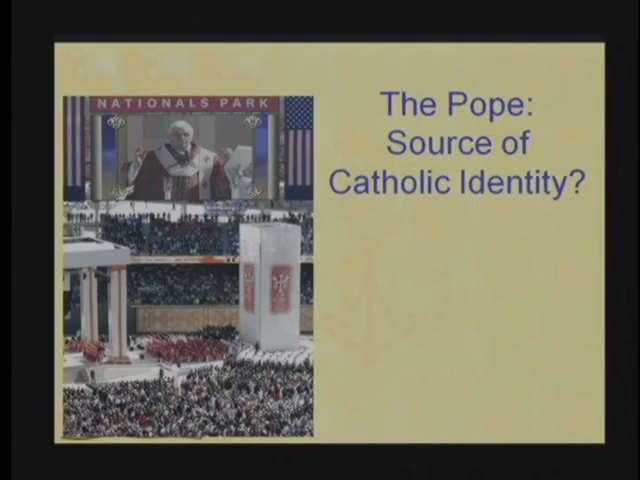 NATIONALS PARK
The Pope:
Source of
Catholic Identity?